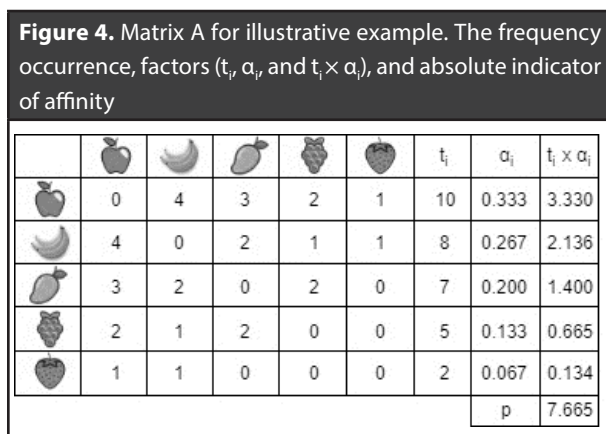 Figure 4. Matrix A for illustrative example. The frequency
occurrence, factors (tᵢ, αᵢ, and tᵢ× αᵢ), and absolute indicator
of affinity
tᵢ αᵢ tᵢ x αᵢ
0 4 3 2 1 10 0.333 3.330
4 0 2 1 1 8 0.267 2.136
3 2 0 2 0 7 0.200 1.400
2 1 2 0 0 5 0.133 0.665
1 1 0 0 0 2 0.067 0.134
p 7.665